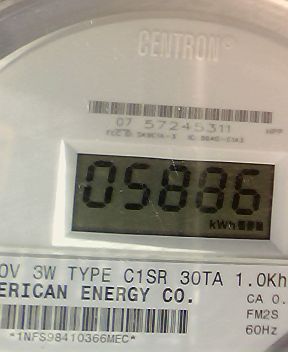 CENTRON®
07 57245311
05886
kWh
0V 3W TYPE C1SR 30TA 1.0Kh
ERICAN ENERGY CO.
CA 0.
FM2S
60Hz
*1NFS98410366MEC*